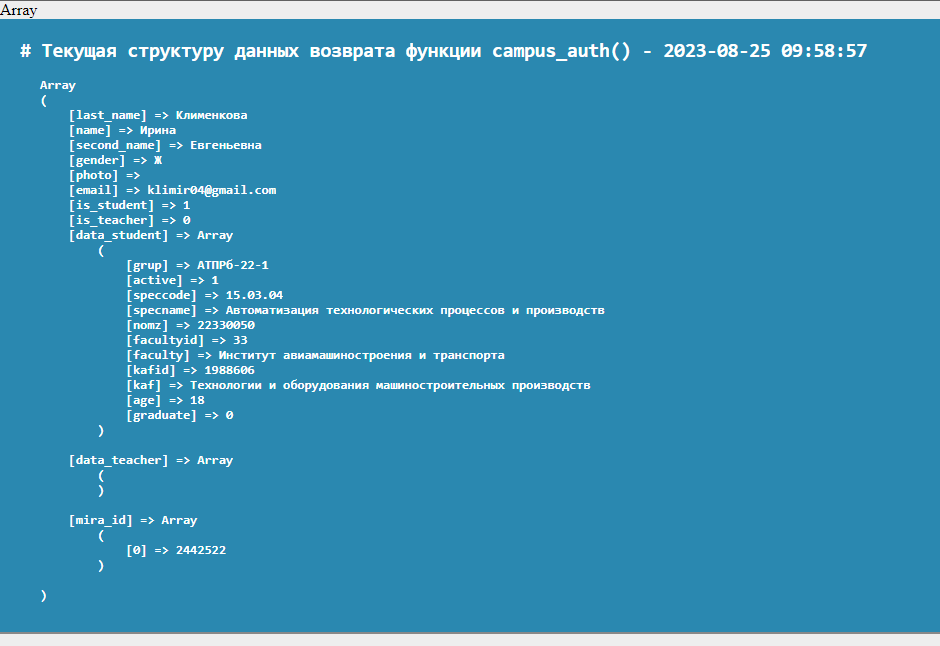 Array
# Текущая структуру данных возврата функции campus_auth() - 2023-08-25 09:58:57
Array
(
[last_name] => Клименкова
[name] => Ирина
[second_name] => Евгеньевна
[gender] => Ж
[photo] =>
[email] => klimir04@gmail.com
[is_student] => 1
[is_teacher] => 0
[data_student] => Array
(
[grup] => АТПРб-22-1
[active] => 1
[speccode] => 15.03.04
[specname] => Автоматизация технологических процессов и производств
[nomz] => 22330050
[facultyid] => 33
[faculty] => Институт авиамашиностроения и транспорта
[kafid] => 1988606
[kaf] => Технологии и оборудования машиностроительных производств
[age] => 18
[graduate] => 0
)
[data_teacher] => Array
(
)
[mira_id] => Array
(
[0] => 2442522
)
)